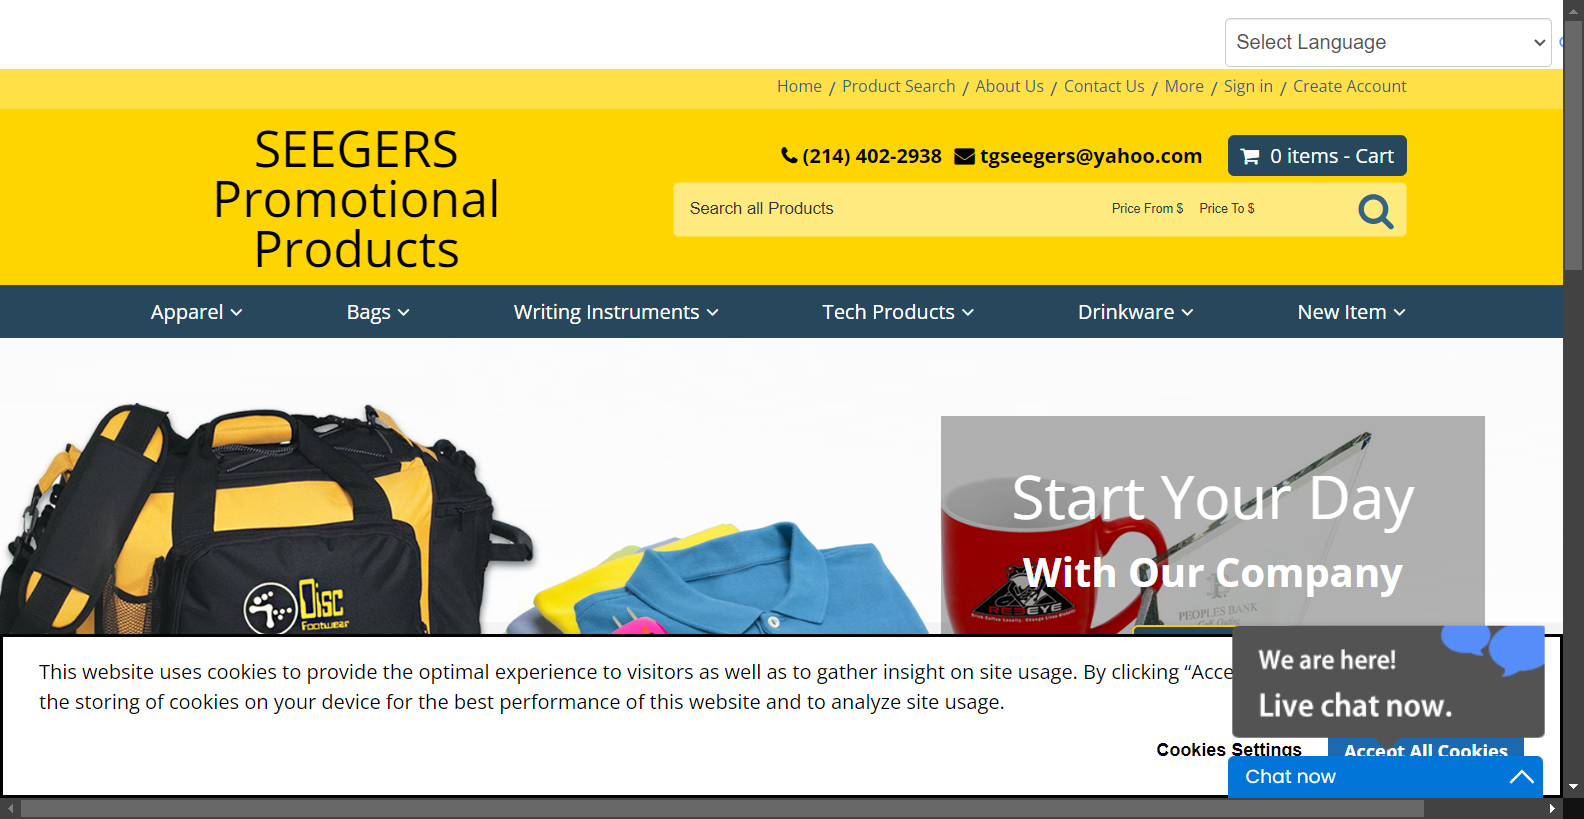 Select Language
Home / Product Search / About Us / Contact Us / More / Sign in / Create Account
SEEGERS
Promotional
Products
(214) 402-2938 tgseegers@yahoo.com 0 items - Cart
Search all Products Price From $ Price To $
Apparel Bags Writing Instruments Tech Products Drinkware New Item
Start Your Day
With Our Company
Disc
Footwear
REDEYE
PEOPLES BANK
This website uses cookies to provide the optimal experience to visitors as well as to gather insight on site usage. By clicking “Acce
the storing of cookies on your device for the best performance of this website and to analyze site usage.
We are here!
Live chat now.
Cookies Settings Accept All Cookies
Chat now